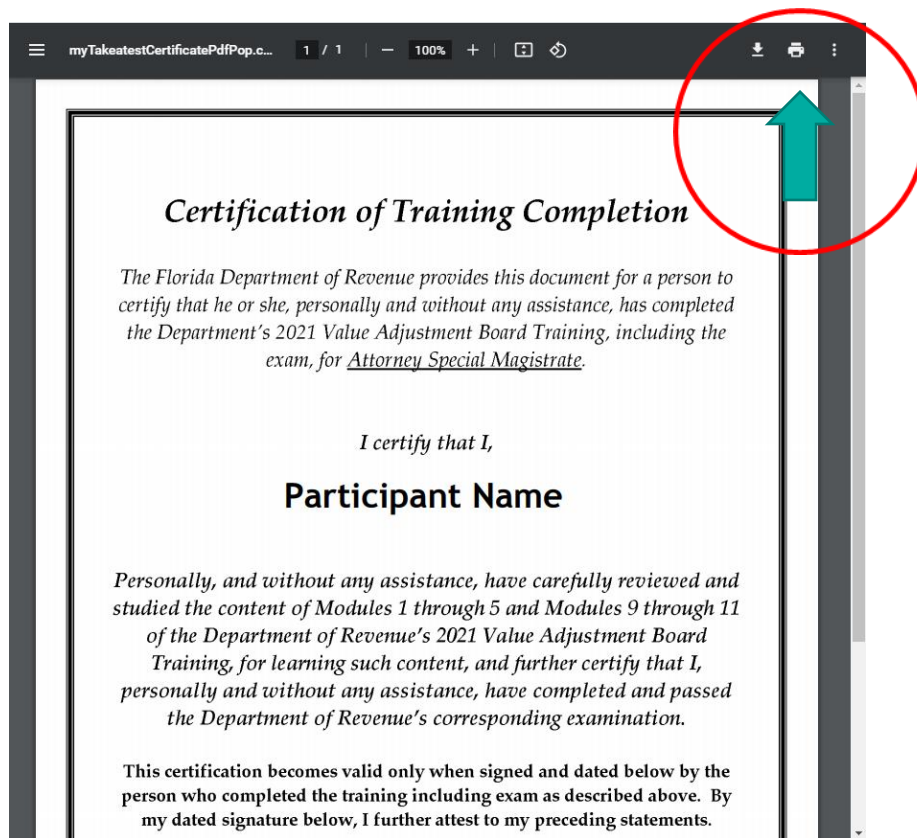 myTakeatestCertificatePdfPop.c... 1 / 1 | − 100% + |
Certification of Training Completion
The Florida Department of Revenue provides this document for a person to
certify that he or she, personally and without any assistance, has completed
the Department's 2021 Value Adjustment Board Training, including the
exam, for Attorney Special Magistrate.
I certify that I,
Participant Name
Personally, and without any assistance, have carefully reviewed and
studied the content of Modules 1 through 5 and Modules 9 through 11
of the Department of Revenue's 2021 Value Adjustment Board
Training, for learning such content, and further certify that I,
personally and without any assistance, have completed and passed
the Department of Revenue's corresponding examination.
This certification becomes valid only when signed and dated below by the
person who completed the training including exam as described above. By
my dated signature below, I further attest to my preceding statements.